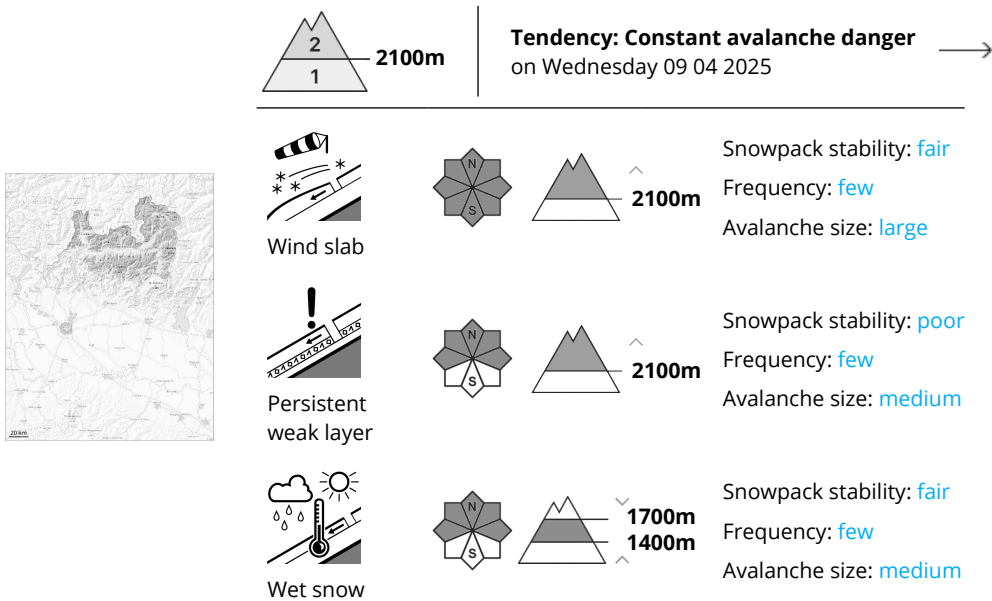 2
1
2100m
Tendency: Constant avalanche danger
on Wednesday 09 04 2025
N
S
2100m
Snowpack stability: fair
Frequency: few
Avalanche size: large
Wind slab
N
S
2100m
Snowpack stability: poor
Frequency: few
Avalanche size: medium
Persistent
weak layer
N
S
1700m
1400m
Snowpack stability: fair
Frequency: few
Avalanche size: medium
Wet snow
20 km